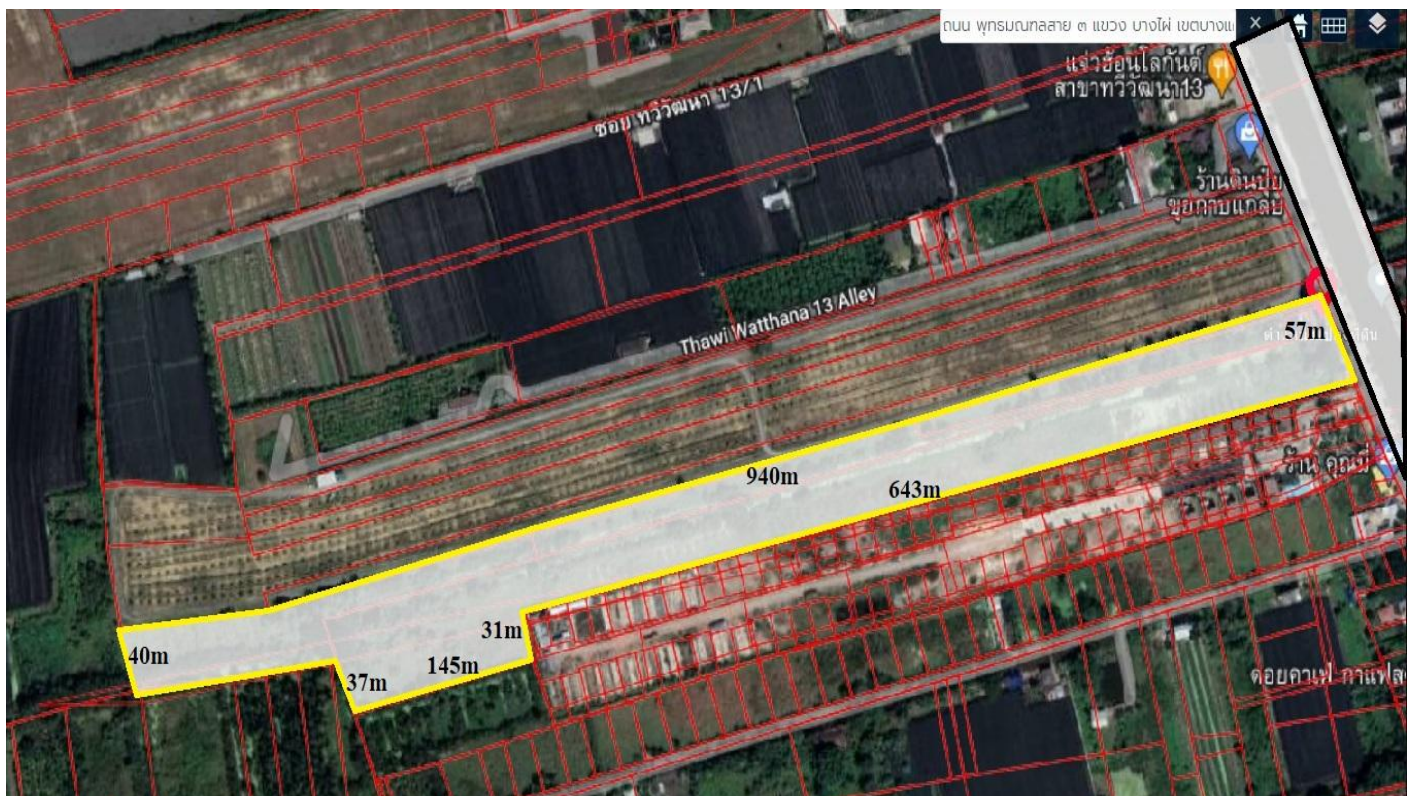 ถนน พุทธมณฑลสาย ๓ แขวง บางไผ่ เขตบางแ
แจ่วฮ้อนโลกันต์
สาขาทวีวัฒนา13
ซอย ทวีวัฒนา 13/1
ร้านดินปุ๋ย
ขุยกาบแกลบ
Thawi Watthana 13 Alley
57m
940m
643m
ร้าน คุณนี่
31m
40m
145m
37m
ดอยคาเฟ่ กาแฟส